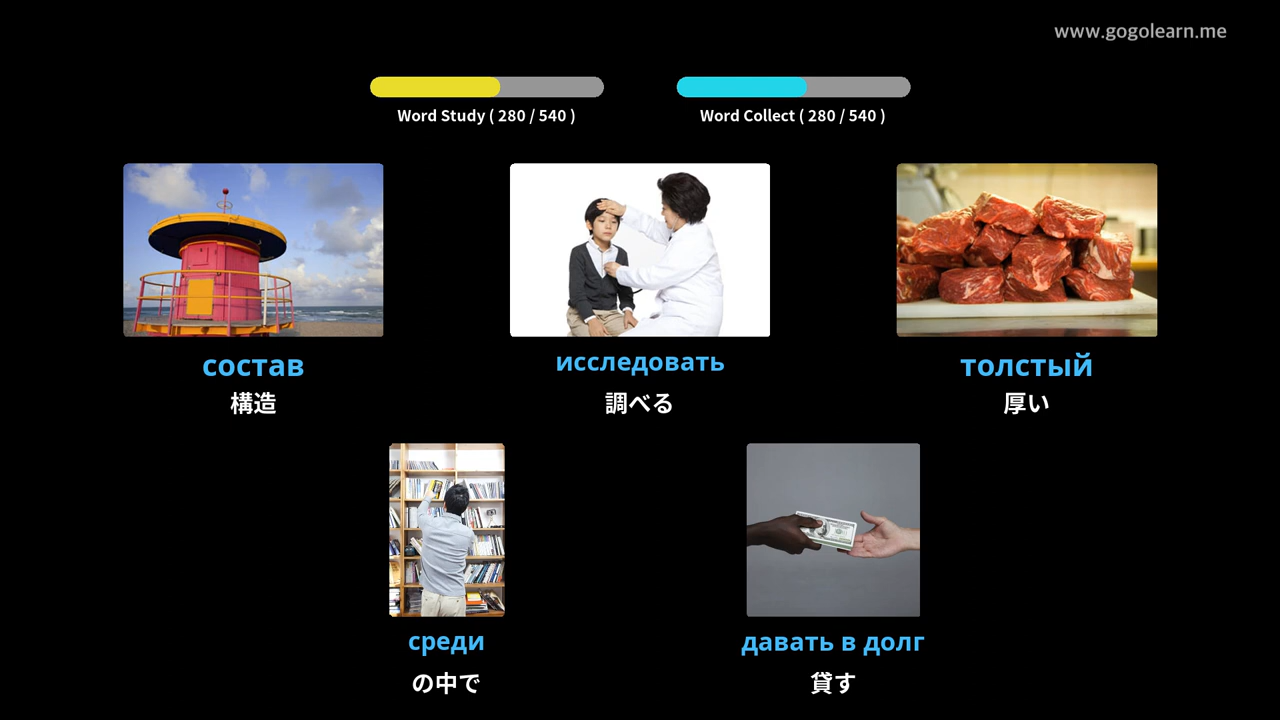 www.gogolearn.me
Word Study ( 280 / 540 )
Word Collect ( 280 / 540 )
состав
исследовать
толстый
構造
調べる
厚い
среди
давать в долг
の中で
貸す